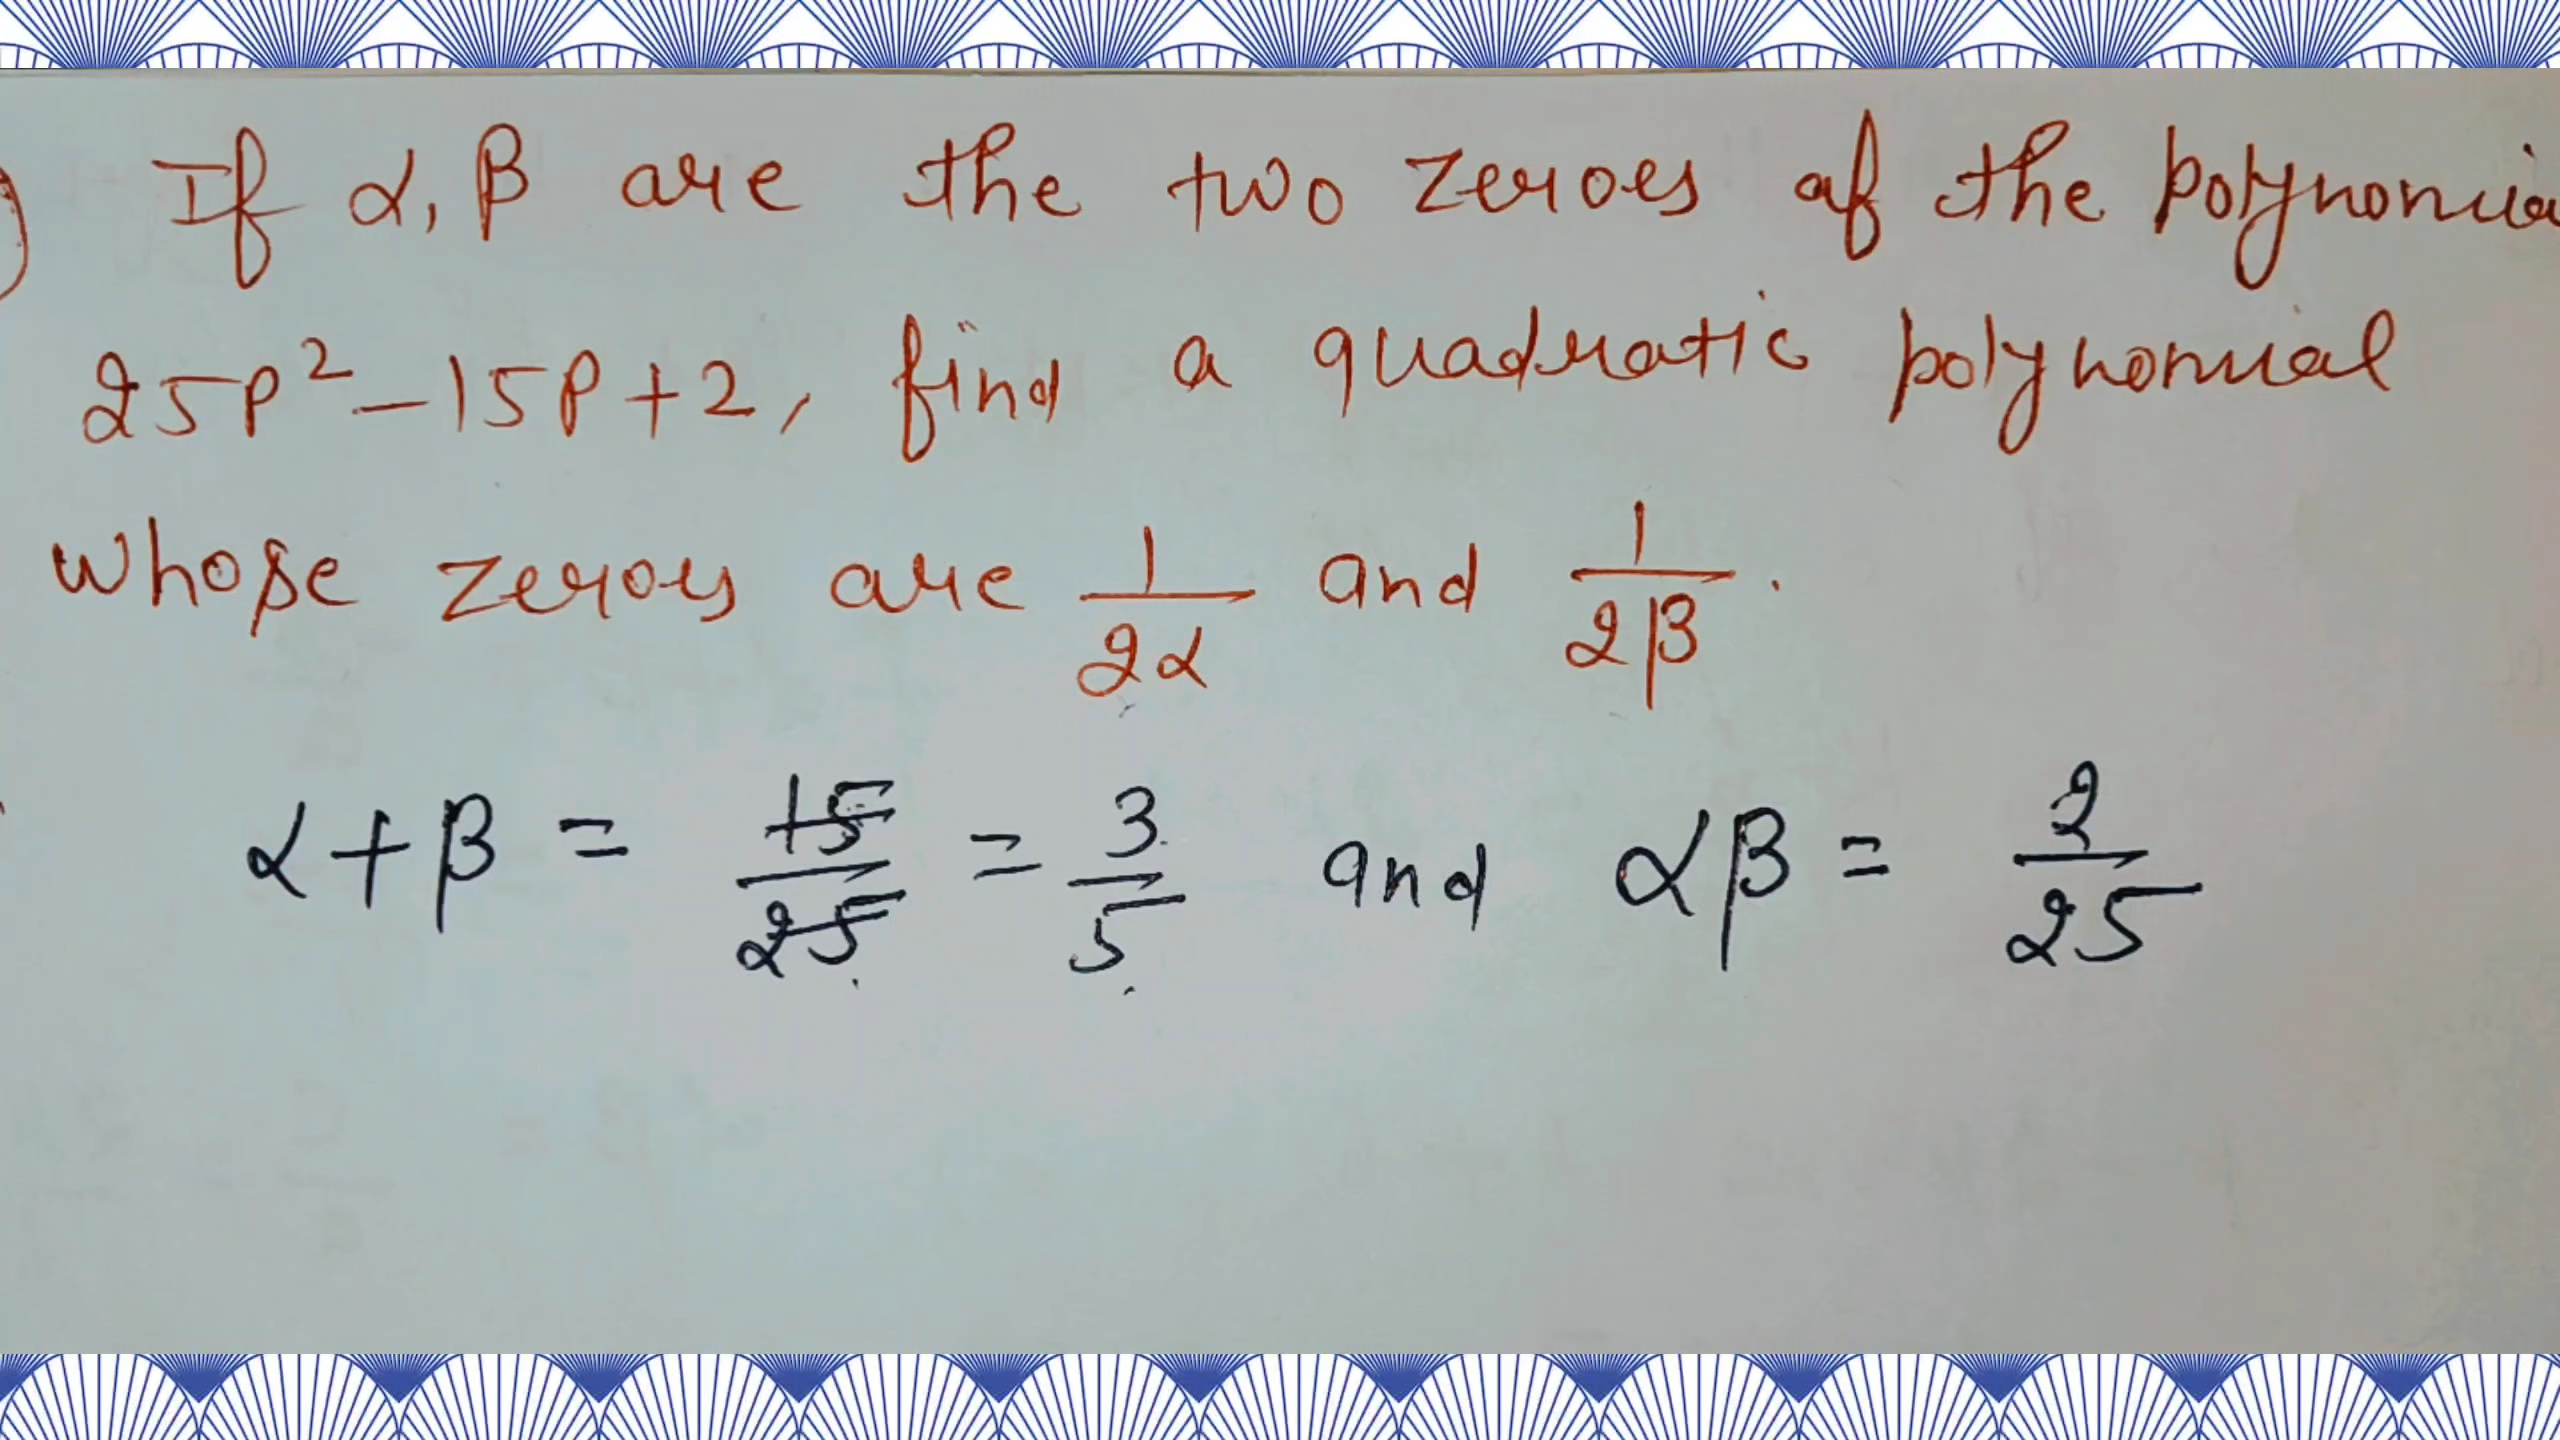 ) If α, β are the two zeroes of the polynomia
25p² - 15p + 2, find a quadratic polynomial
whose zeroes are 1/2α and 1/2β .
α + β = 15/25 = 3/5 and αβ = 2/25